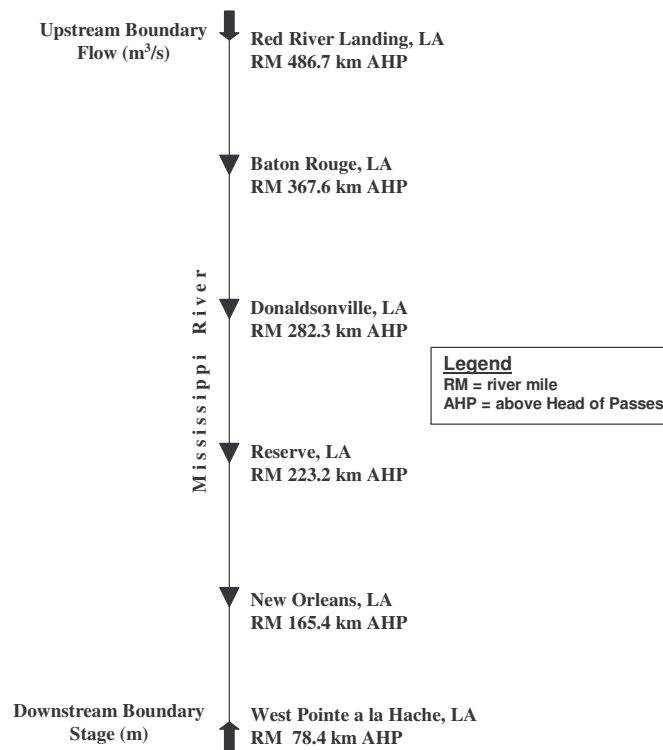 Upstream Boundary
Flow (m³/s)
Red River Landing, LA
RM 486.7 km AHP
Baton Rouge, LA
RM 367.6 km AHP
Mississippi River
Donaldsonville, LA
RM 282.3 km AHP
Legend
RM = river mile
AHP = above Head of Passes
Reserve, LA
RM 223.2 km AHP
New Orleans, LA
RM 165.4 km AHP
Downstream Boundary
Stage (m)
West Pointe a la Hache, LA
RM 78.4 km AHP